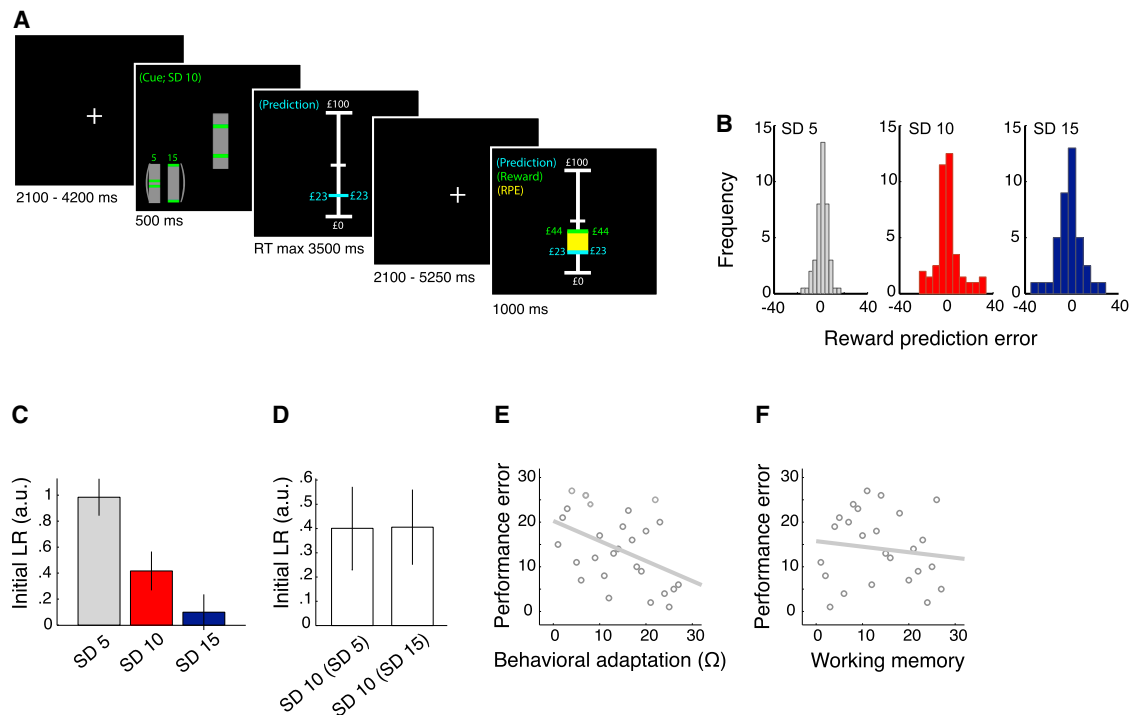 A
2100 - 4200 ms
(Cue; SD 10)
5 15
500 ms
(Prediction)
£100
£23 £23
£0
RT max 3500 ms
2100 - 5250 ms
(Prediction)
(Reward)
(RPE)
£100
£44 £44
£23 £23
£0
1000 ms
B
SD 5
SD 10
SD 15
Frequency
15
10
5
0
-40 0 40
15
10
5
0
-40 0 40
15
10
5
0
-40 0 40
Reward prediction error
C
Initial LR (a.u.)
1
.8
.6
.4
.2
0
SD 5
SD 10
SD 15
D
Initial LR (a.u.)
.6
.5
.4
.3
.2
.1
0
SD 10 (SD 5)
SD 10 (SD 15)
E
Performance error
30
20
10
0
0 10 20 30
Behavioral adaptation (Ω)
F
Performance error
30
20
10
0
0 10 20 30
Working memory